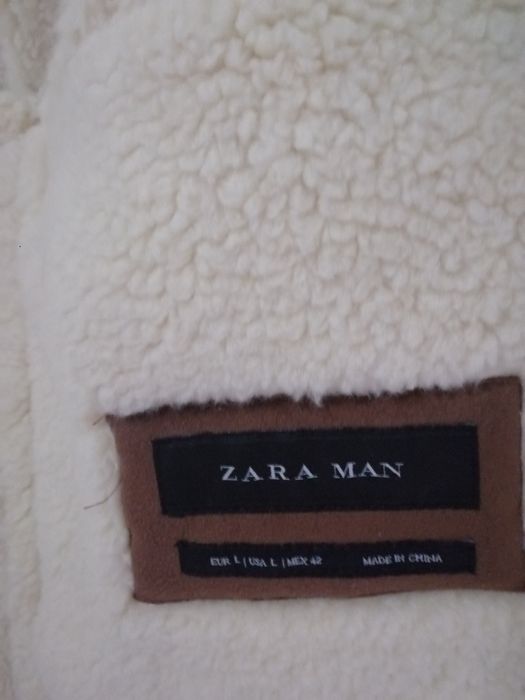 ZARA MAN
EUR L | USA L | MEX 42 MADE IN CHINA